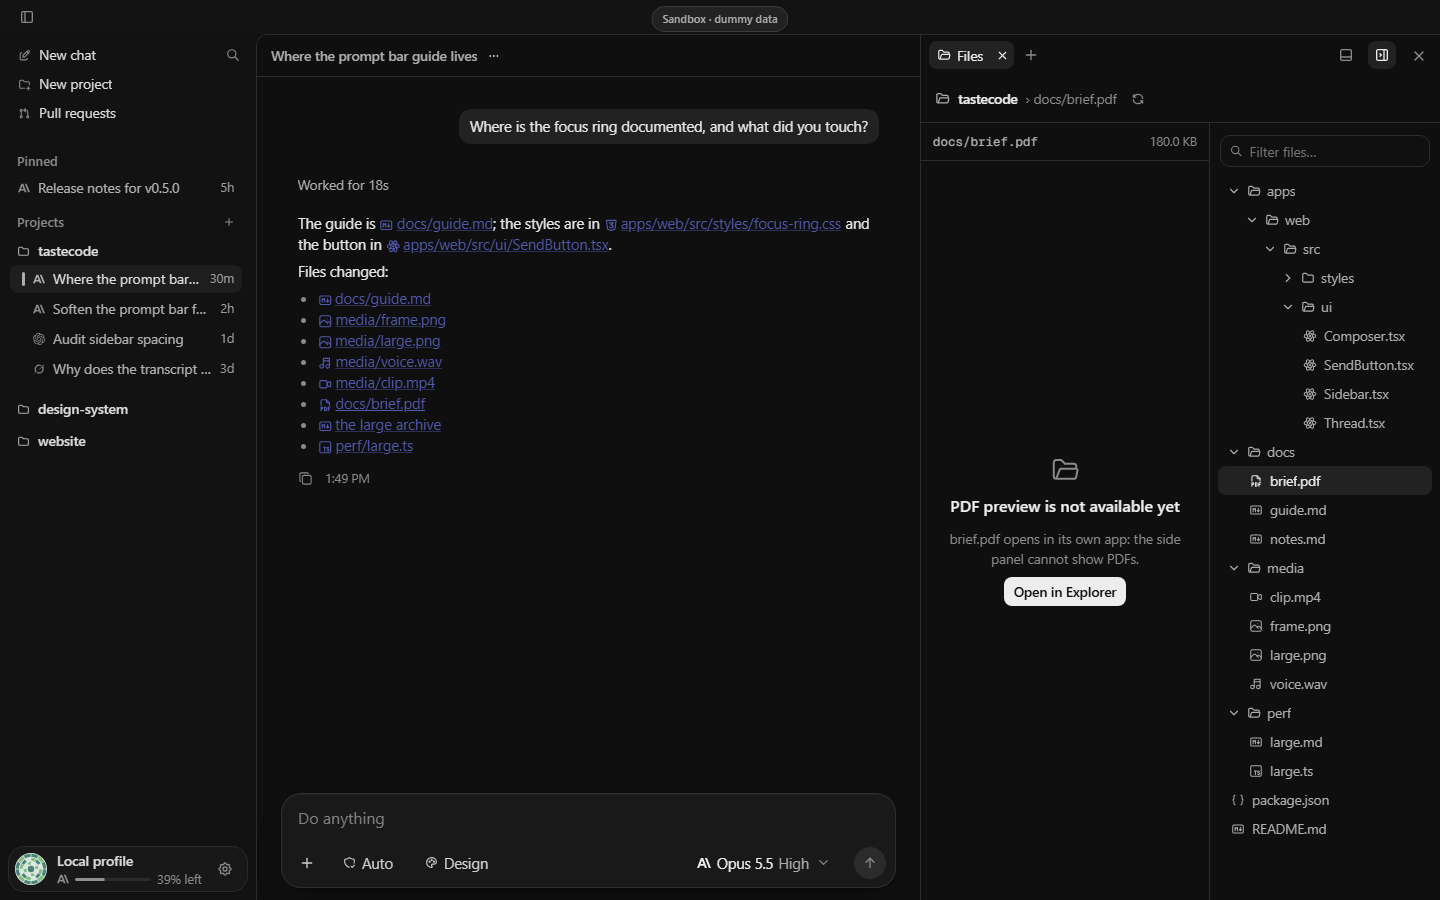 Sandbox · dummy data
New chat
New project
Pull requests
Pinned
Release notes for v0.5.0 5h
Projects
tastecode
Where the prompt bar... 30m
Soften the prompt bar f... 2h
Audit sidebar spacing 1d
Why does the transcript ... 3d
design-system
website
Local profile
39% left
Where the prompt bar guide lives ...
Where is the focus ring documented, and what did you touch?
Worked for 18s
The guide is docs/guide.md; the styles are in apps/web/src/styles/focus-ring.css and
the button in apps/web/src/ui/SendButton.tsx.
Files changed:
docs/guide.md
media/frame.png
media/large.png
media/voice.wav
media/clip.mp4
docs/brief.pdf
the large archive
perf/large.ts
1:49 PM
Do anything
Auto Design Opus 5.5 High
Files
tastecode › docs/brief.pdf
docs/brief.pdf 180.0 KB
PDF preview is not available yet
brief.pdf opens in its own app: the side
panel cannot show PDFs.
Open in Explorer
Filter files...
apps
web
src
styles
ui
Composer.tsx
SendButton.tsx
Sidebar.tsx
Thread.tsx
docs
brief.pdf
guide.md
notes.md
media
clip.mp4
frame.png
large.png
voice.wav
perf
large.md
large.ts
package.json
README.md